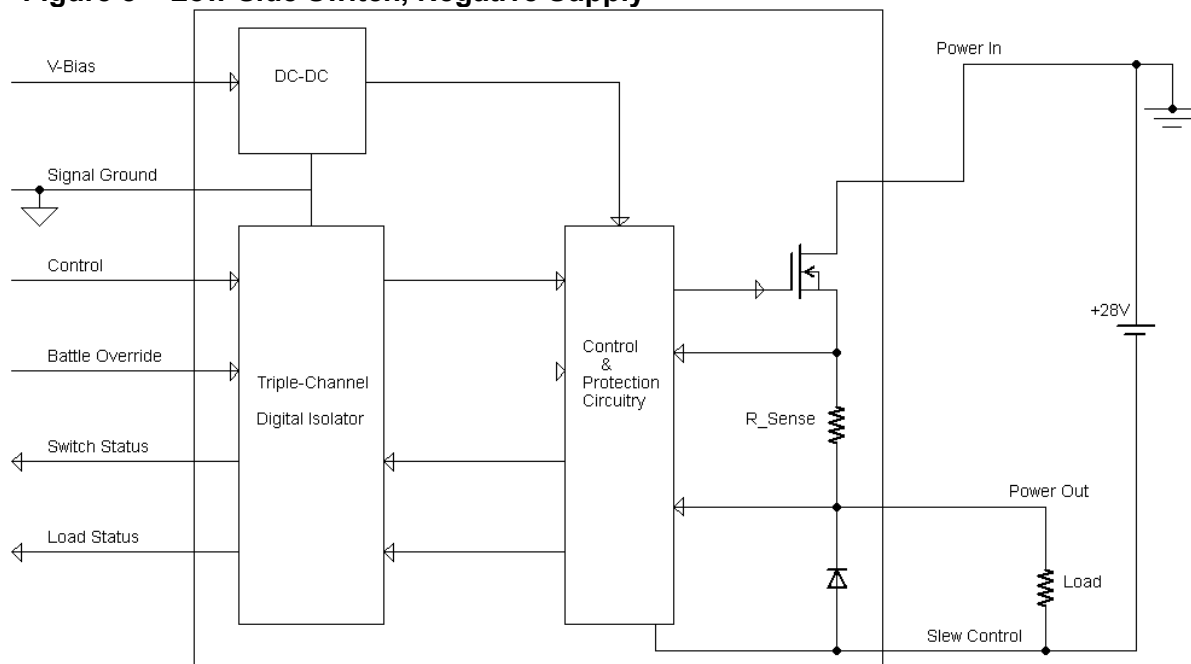 Figure – Low-Side Switch, Negative Supply
Power In
V-Bias
DC-DC
Signal Ground
Control
+28V
Battle Override
Control
&
Protection
Circuitry
Triple-Channel
Digital Isolator
R_Sense
Switch Status
Power Out
Load Status
Load
Slew Control